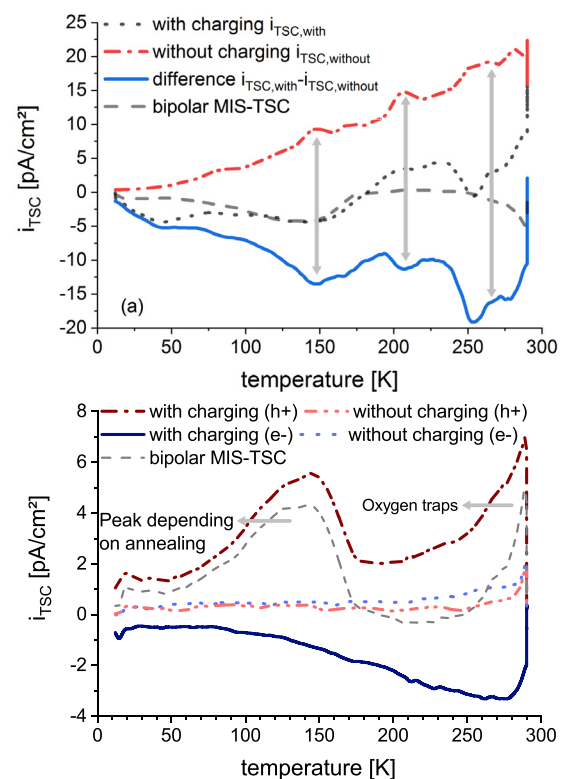 with charging i_TSC,with
without charging i_TSC,without
difference i_TSC,with-i_TSC,without
bipolar MIS-TSC
25
20
15
10
5
0
-5
-10
-15
-20
i_TSC [pA/cm²]
(a)
0 50 100 150 200 250 300
temperature [K]
with charging (h+) without charging (h+)
with charging (e-) without charging (e-)
bipolar MIS-TSC
8
6
4
2
0
-2
-4
i_TSC [pA/cm²]
Oxygen traps
Peak depending
on annealing
0 50 100 150 200 250 300
temperature [K]